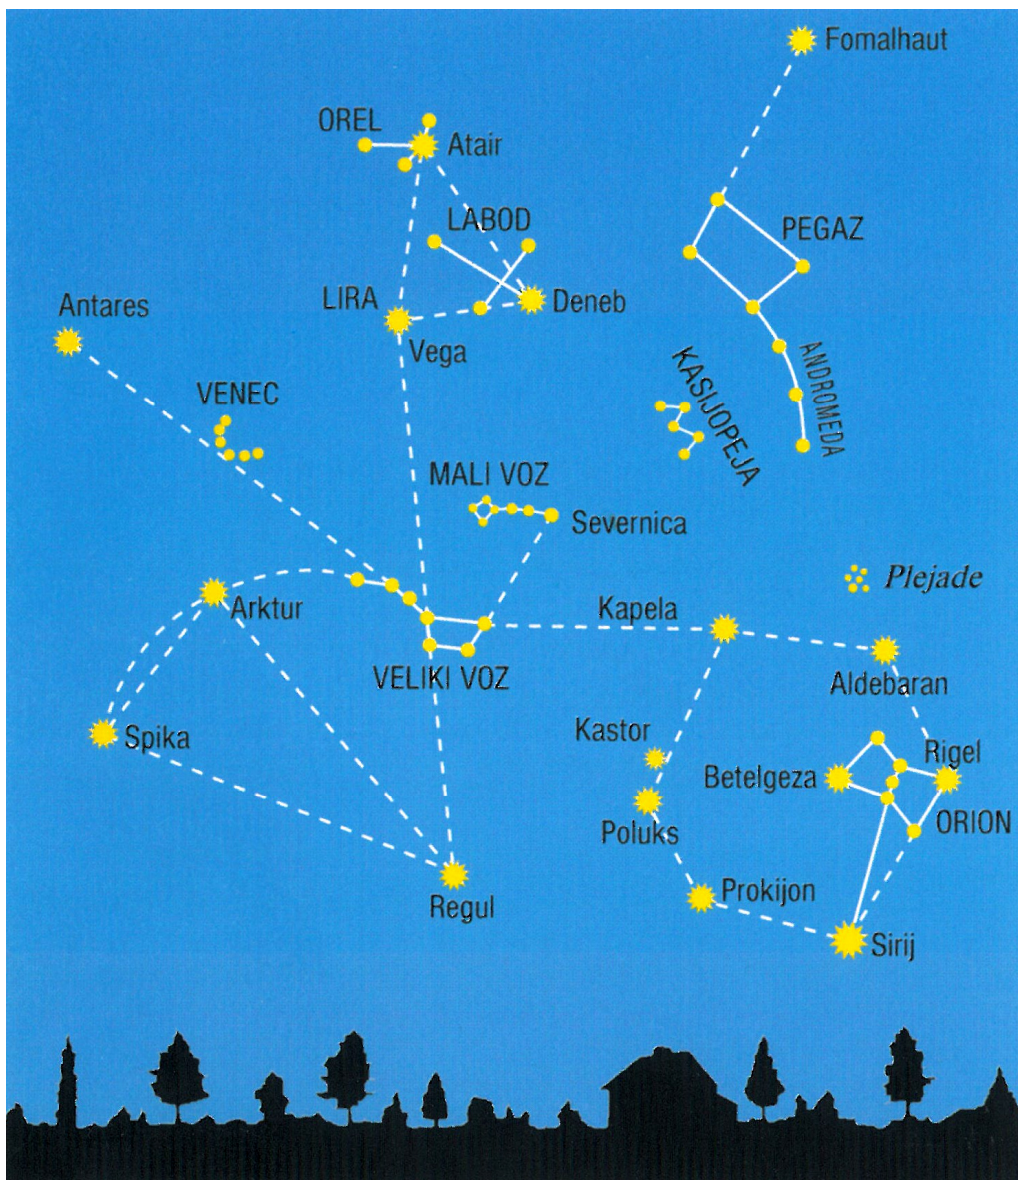 Fomalhaut
OREL
Atair
LABOD
PEGAZ
Antares
LIRA
Deneb
Vega
ANDROMEDA
KASIJOPEJA
VENEC
MALI VOZ
Severnica
Plejade
Arktur
Kapela
VELIKI VOZ
Aldebaran
Spika
Kastor
Rigel
Betelgeza
Poluks
ORION
Prokijon
Regul
Sirij